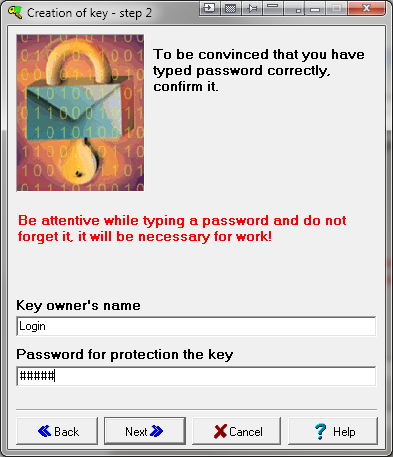 Creation of key - step 2
To be convinced that you have
typed password correctly,
confirm it.
Be attentive while typing a password and do not
forget it, it will be necessary for work!
Key owner's name
Login
Password for protection the key
#####
Back Next Cancel Help